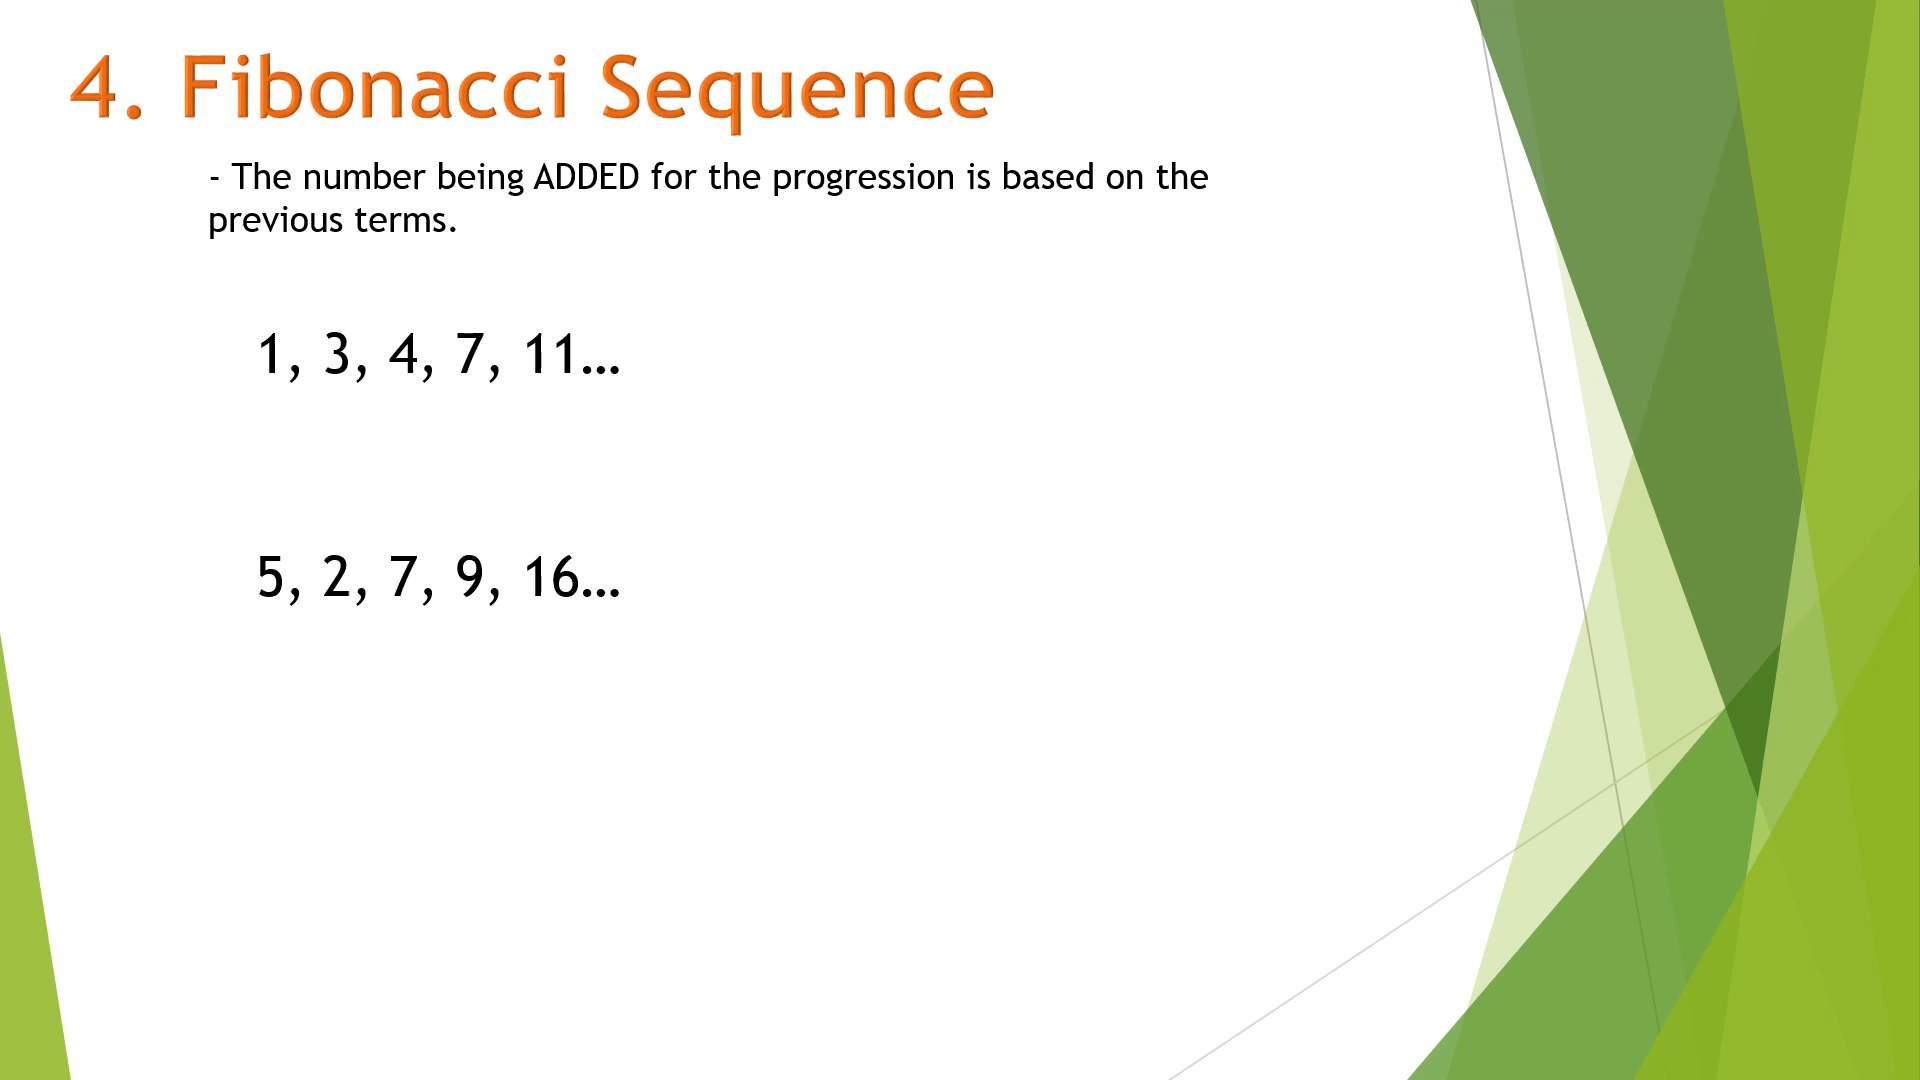 4. Fibonacci Sequence
- The number being ADDED for the progression is based on the
previous terms.
1, 3, 4, 7, 11…
5, 2, 7, 9, 16…